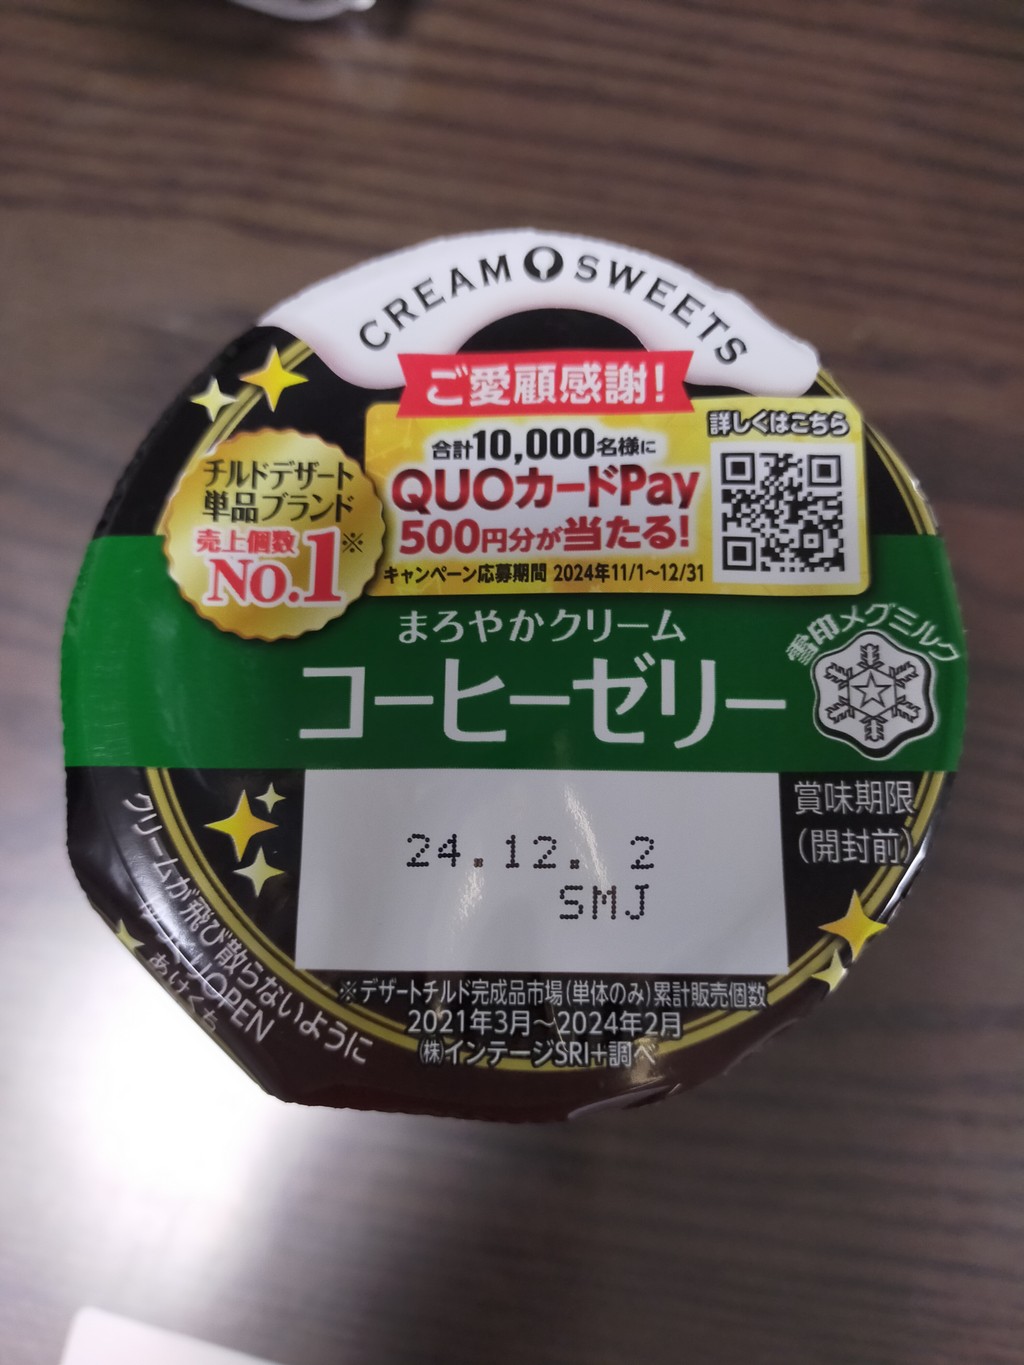 CREAM SWEETS
ご愛顧感謝!
合計10,000名様に
QUOカードPay
500円分が当たる!
キャンペーン応募期間 2024年11/1~12/31
詳しくはこちら
チルドデザート
単品ブランド
売上個数※
No.1
まろやかクリーム
コーヒーゼリー
雪印メグミルク
賞味期限
(開封前)
24.12. 2
SMJ
※デザートチルド完成品市場(単体のみ)累計販売個数
2021年3月~2024年2月
(株)インテージSRI+調べ
クリームが飛び散らないように
OPEN
あけくち